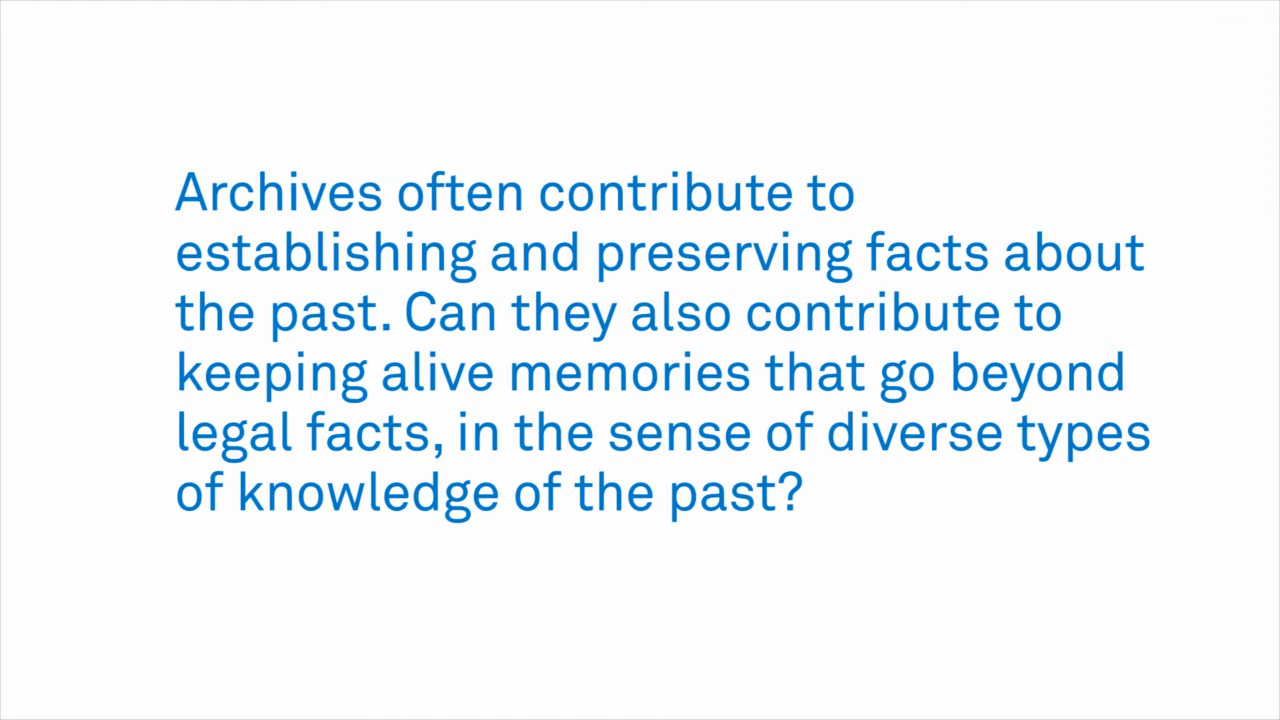 Archives often contribute to
establishing and preserving facts about
the past. Can they also contribute to
keeping alive memories that go beyond
legal facts, in the sense of diverse types
of knowledge of the past?